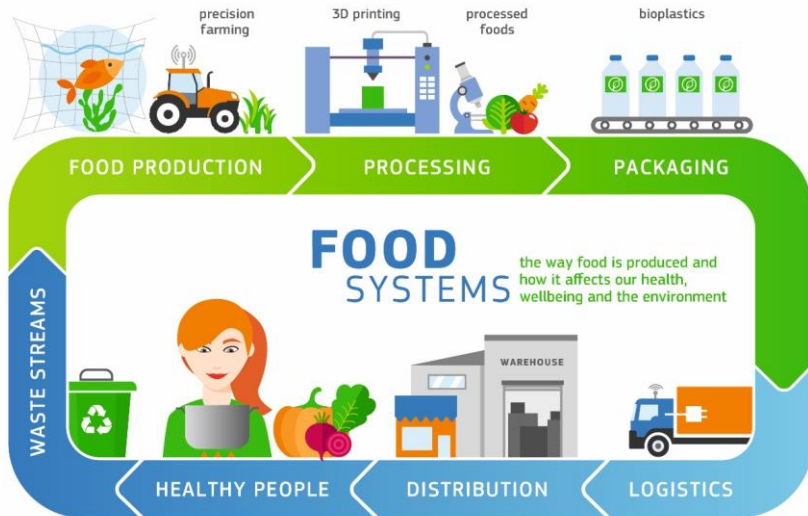 precision
farming
3D printing
processed
foods
bioplastics
FOOD PRODUCTION
PROCESSING
PACKAGING
FOOD
SYSTEMS
the way food is produced and
how it affects our health,
wellbeing and the environment
WAREHOUSE
WASTE STREAMS
HEALTHY PEOPLE
DISTRIBUTION
LOGISTICS